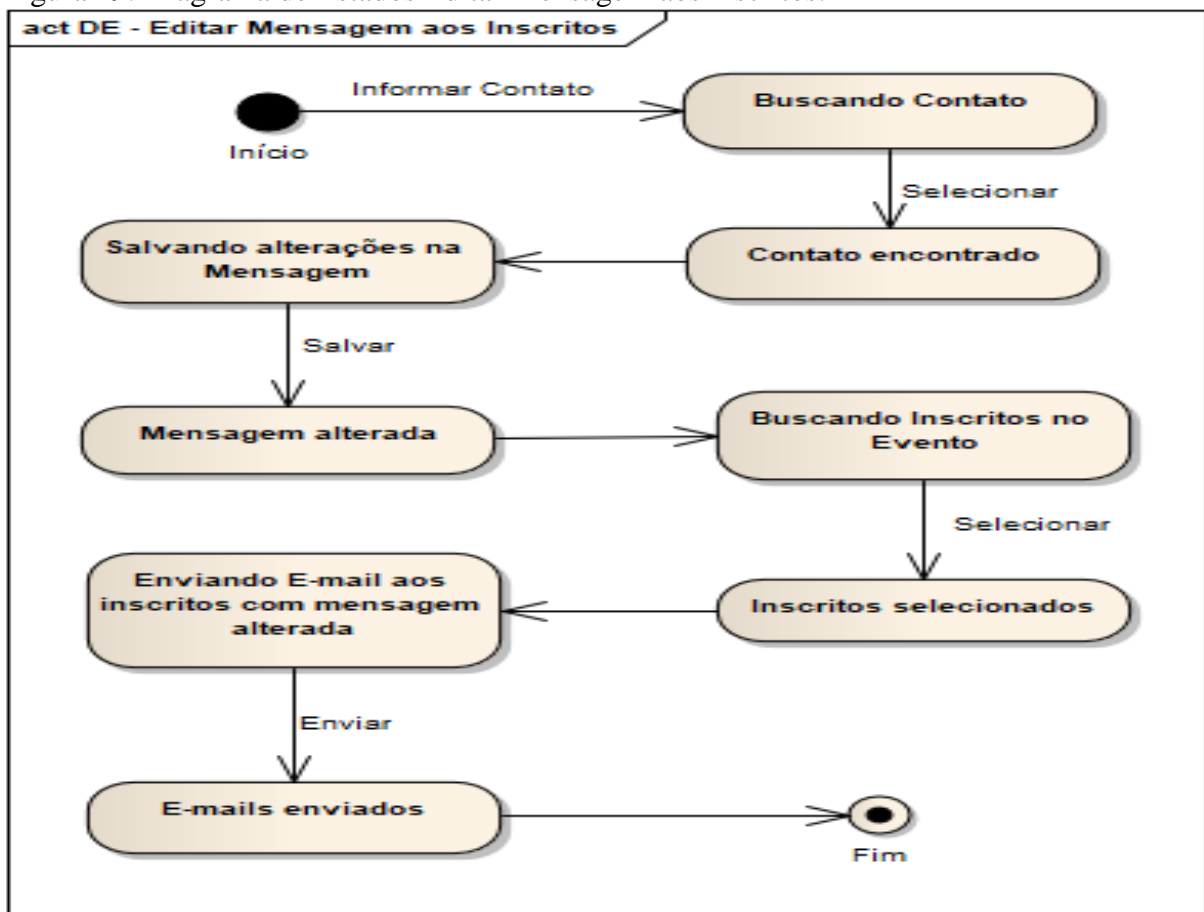 act DE - Editar Mensagem aos Inscritos
Informar Contato
Buscando Contato
Início
Selecionar
Salvando alterações na
Mensagem
Contato encontrado
Salvar
Mensagem alterada
Buscando Inscritos no
Evento
Selecionar
Enviando E-mail aos
inscritos com mensagem
alterada
Inscritos selecionados
Enviar
E-mails enviados
Fim